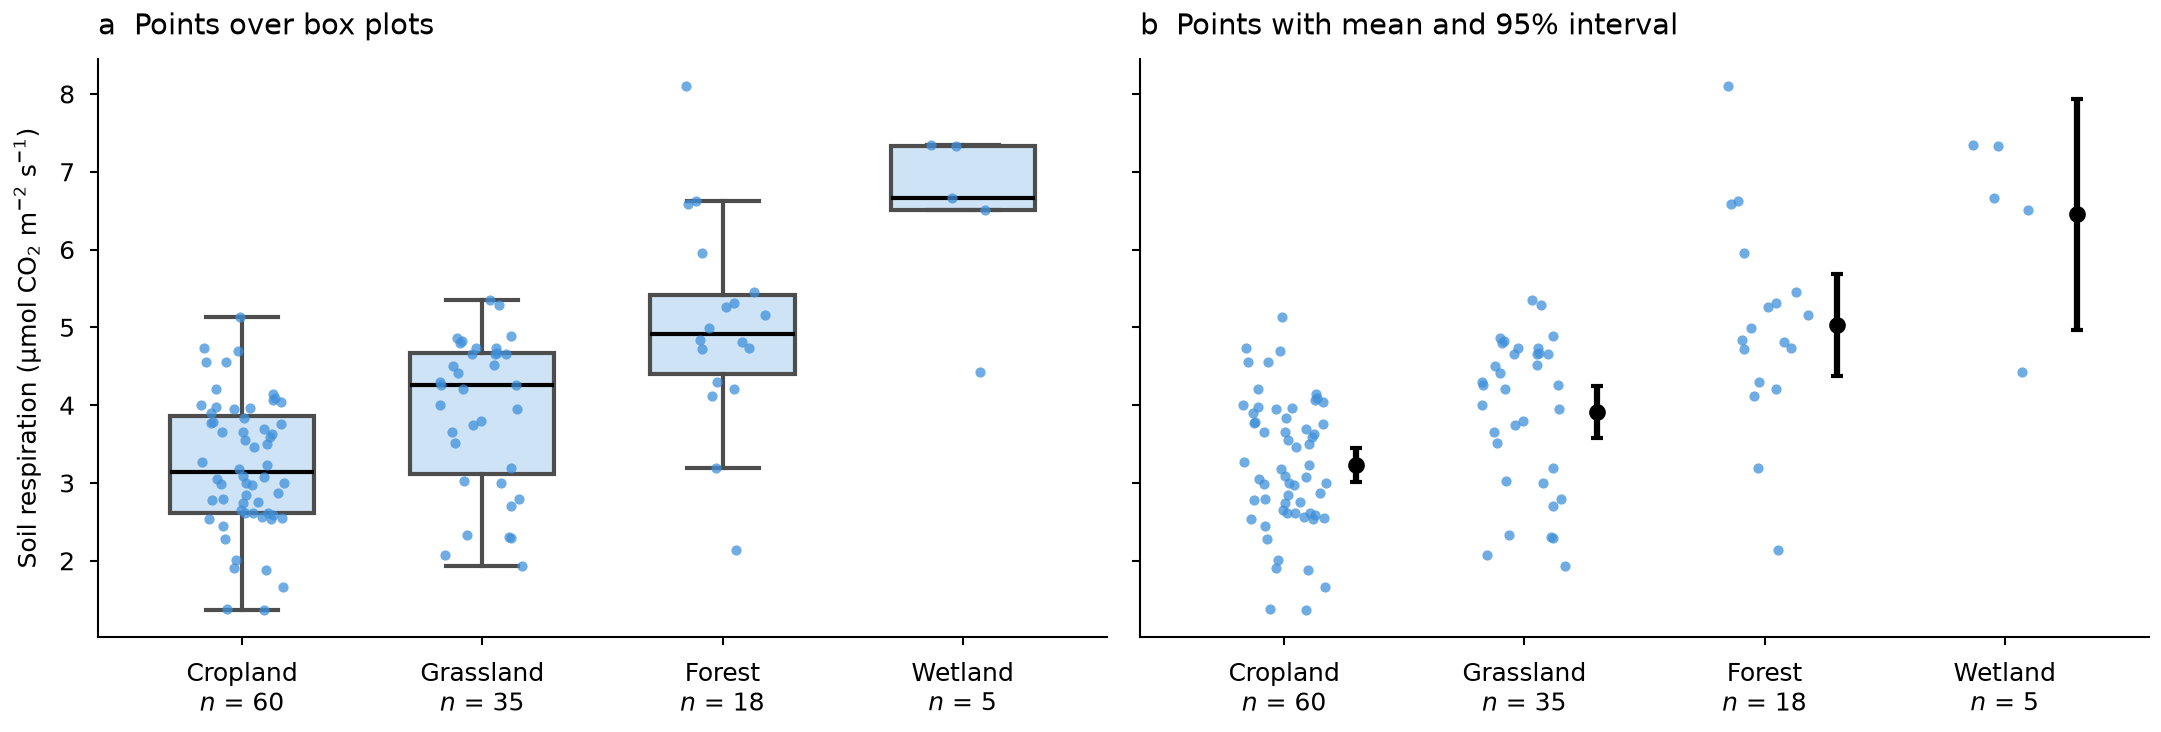 a Points over box plots
b Points with mean and 95% interval
Soil respiration (µmol CO₂ m⁻² s⁻¹)
8
7
6
5
4
3
2
Cropland
n = 60
Grassland
n = 35
Forest
n = 18
Wetland
n = 5
Cropland
n = 60
Grassland
n = 35
Forest
n = 18
Wetland
n = 5